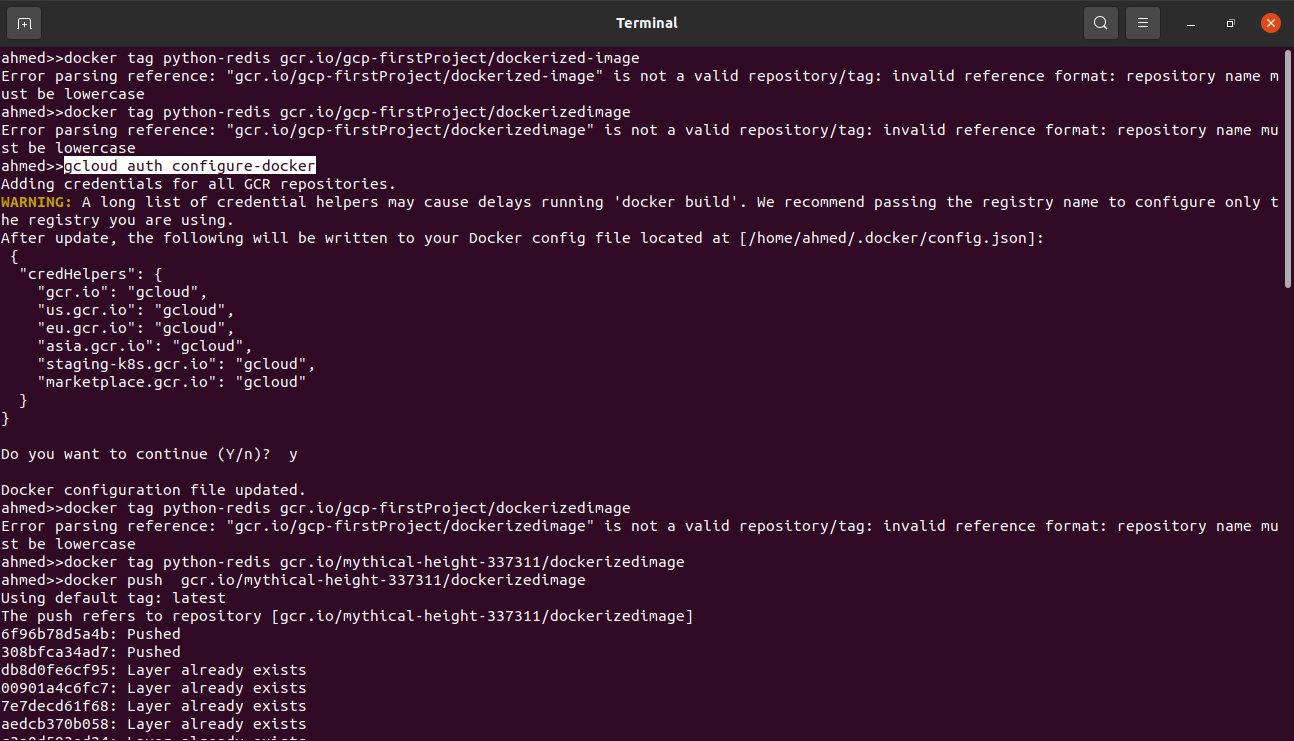 Terminal
ahmed>>docker tag python-redis gcr.io/gcp-firstProject/dockerized-image
Error parsing reference: "gcr.io/gcp-firstProject/dockerized-image" is not a valid repository/tag: invalid reference format: repository name m
ust be lowercase
ahmed>>docker tag python-redis gcr.io/gcp-firstProject/dockerizedimage
Error parsing reference: "gcr.io/gcp-firstProject/dockerizedimage" is not a valid repository/tag: invalid reference format: repository name mu
st be lowercase
ahmed>>gcloud auth configure-docker
Adding credentials for all GCR repositories.
WARNING: A long list of credential helpers may cause delays running 'docker build'. We recommend passing the registry name to configure only t
he registry you are using.
After update, the following will be written to your Docker config file located at [/home/ahmed/.docker/config.json]:
 {
  "credHelpers": {
    "gcr.io": "gcloud",
    "us.gcr.io": "gcloud",
    "eu.gcr.io": "gcloud",
    "asia.gcr.io": "gcloud",
    "staging-k8s.gcr.io": "gcloud",
    "marketplace.gcr.io": "gcloud"
  }
}
Do you want to continue (Y/n)?  y
Docker configuration file updated.
ahmed>>docker tag python-redis gcr.io/gcp-firstProject/dockerizedimage
Error parsing reference: "gcr.io/gcp-firstProject/dockerizedimage" is not a valid repository/tag: invalid reference format: repository name mu
st be lowercase
ahmed>>docker tag python-redis gcr.io/mythical-height-337311/dockerizedimage
ahmed>>docker push  gcr.io/mythical-height-337311/dockerizedimage
Using default tag: latest
The push refers to repository [gcr.io/mythical-height-337311/dockerizedimage]
6f96b78d5a4b: Pushed
308bfca34ad7: Pushed
db8d0fe6cf95: Layer already exists
00901a4c6fc7: Layer already exists
7e7decd61f68: Layer already exists
aedcb370b058: Layer already exists
Layer already exists